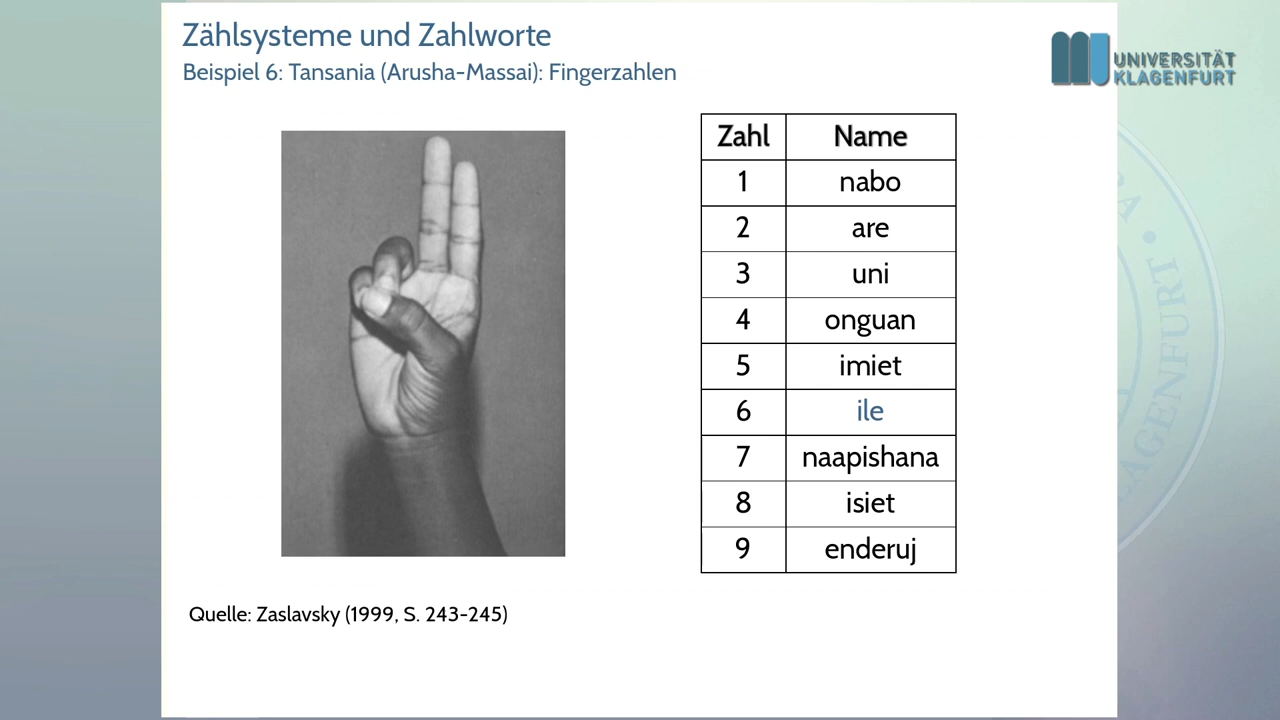 Zählsysteme und Zahlworte
Beispiel 6: Tansania (Arusha-Massai): Fingerzahlen
UNIVERSITÄT
KLAGENFURT
Zahl Name
1 nabo
2 are
3 uni
4 onguan
5 imiet
6 ile
7 naapishana
8 isiet
9 enderuj
Quelle: Zaslavsky (1999, S. 243-245)
KLAGENFURT